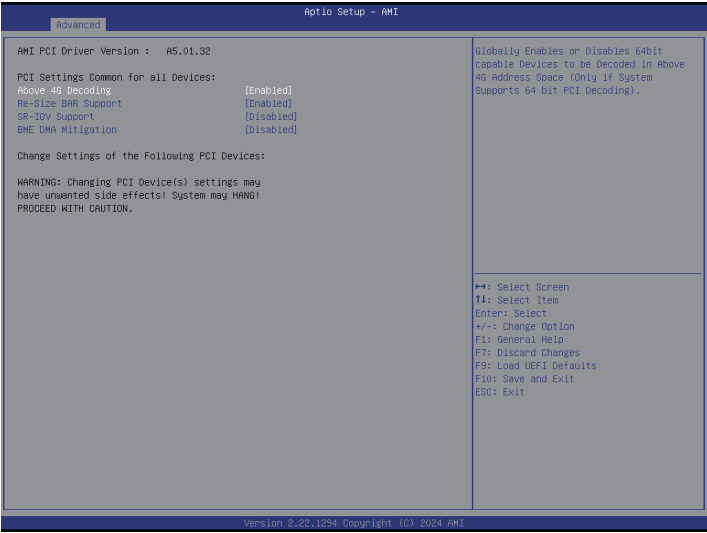 Aptio Setup - AMI
Advanced
AMI PCI Driver Version : A5.01.32
PCI Settings Common for all Devices:
Above 4G Decoding [Enabled]
Re-Size BAR Support [Enabled]
SR-IOV Support [Disabled]
BME DMA Mitigation [Disabled]
Change Settings of the Following PCI Devices:
WARNING: Changing PCI Device(s) settings may
have unwanted side effects! System may HANG!
PROCEED WITH CAUTION.
Globally Enables or Disables 64bit
capable Devices to be Decoded in Above
4G Address Space (Only if System
Supports 64 bit PCI Decoding).
→←: Select Screen
↑↓: Select Item
Enter: Select
+/-: Change Option
F1: General Help
F7: Discard Changes
F9: Load UEFI Defaults
F10: Save and Exit
ESC: Exit
Version 2.22.1294 Copyright (C) 2024 AMI